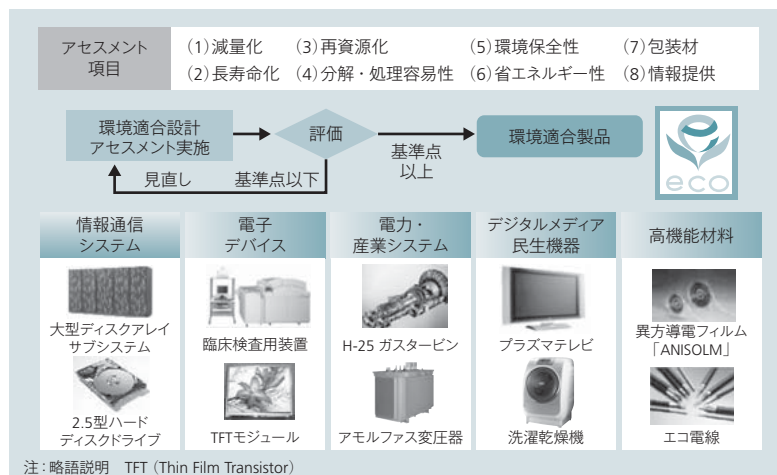 アセスメント
項目
(1)減量化 (3)再資源化 (5)環境保全性 (7)包装材
(2)長寿命化 (4)分解・処理容易性 (6)省エネルギー性 (8)情報提供
環境適合設計
アセスメント実施
評価
環境適合製品
基準点
以上
見直し 基準点以下
eco
情報通信
システム
電子
デバイス
電力・
産業システム
デジタルメディア
民生機器
高機能材料
大型ディスクアレイ
サブシステム
臨床検査用装置
H-25 ガスタービン
プラズマテレビ
異方導電フィルム
「ANISOLM」
2.5型ハード
ディスクドライブ
TFTモジュール
アモルファス変圧器
洗濯乾燥機
エコ電線
注:略語説明 TFT(Thin Film Transistor)